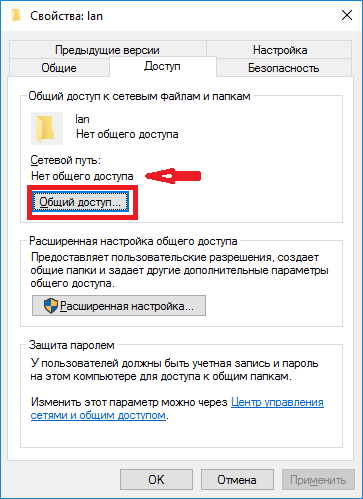 Свойства: lan
Предыдущие версии
Настройка
Общие
Доступ
Безопасность
Общий доступ к сетевым файлам и папкам
lan
Нет общего доступа
Сетевой путь:
Нет общего доступа
Общий доступ...
Расширенная настройка общего доступа
Предоставляет пользовательские разрешения, создает
общие папки и задает другие дополнительные параметры
общего доступа.
Расширенная настройка...
Защита паролем
У пользователей должны быть учетная запись и пароль
на этом компьютере для доступа к общим папкам.
Изменить этот параметр можно через Центр управления
сетями и общим доступом.
OK
Отмена
Применить